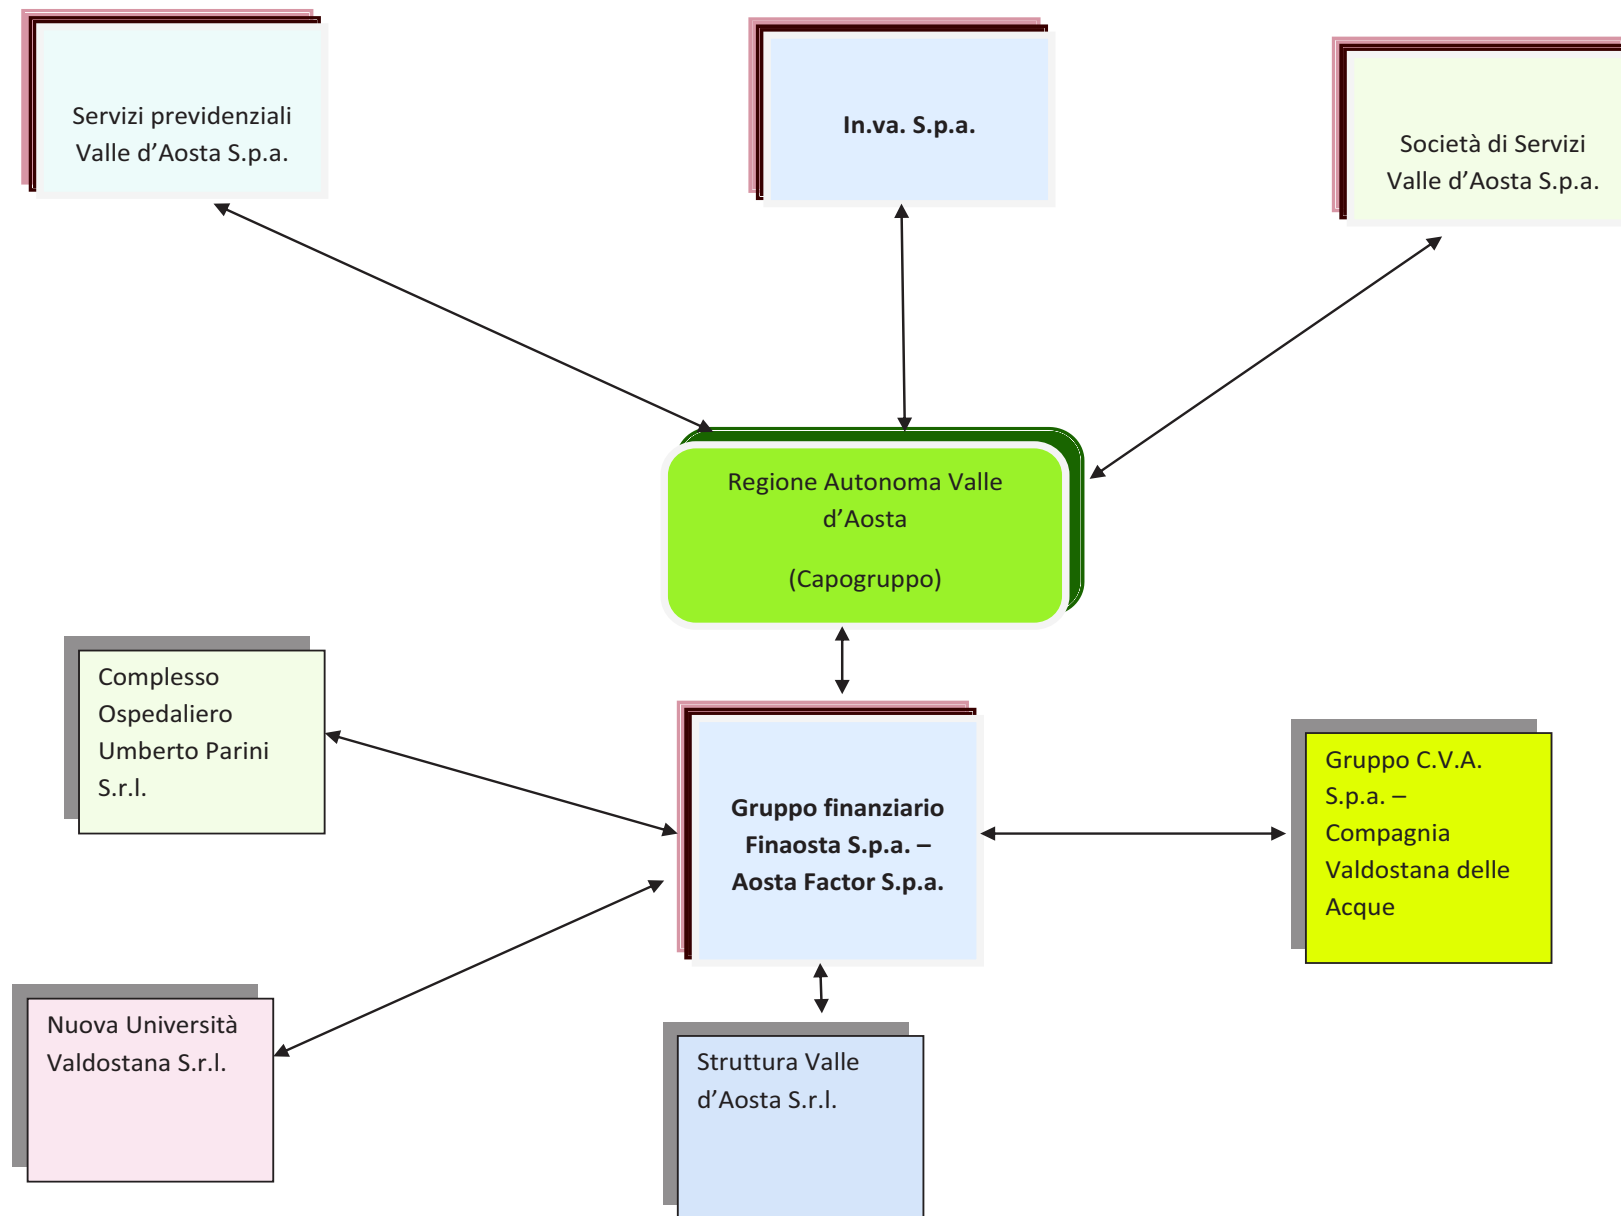 Servizi previdenziali
Valle d’Aosta S.p.a.
In.va. S.p.a.
Società di Servizi
Valle d’Aosta S.p.a.
Regione Autonoma Valle
d’Aosta
(Capogruppo)
Complesso
Ospedaliero
Umberto Parini
S.r.l.
Gruppo finanziario
Finaosta S.p.a. –
Aosta Factor S.p.a.
Gruppo C.V.A.
S.p.a. –
Compagnia
Valdostana delle
Acque
Nuova Università
Valdostana S.r.l.
Struttura Valle
d’Aosta S.r.l.